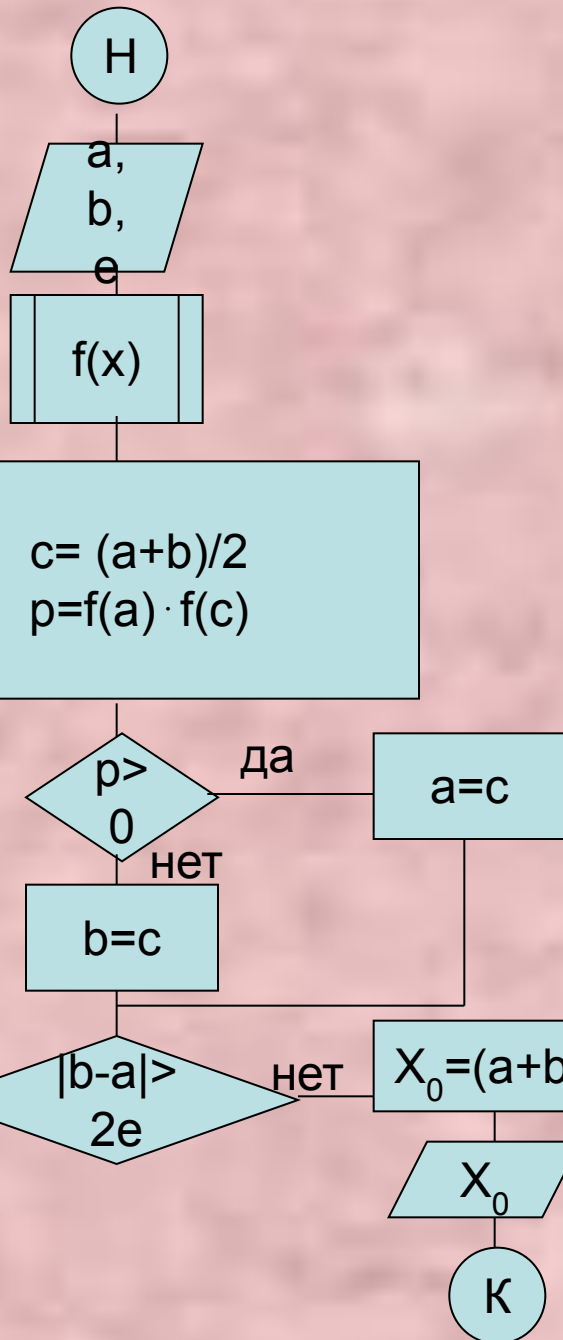 Н
a,
b,
e
f(x)
c= (a+b)/2
p=f(a)·f(c)
p>
0
да
a=c
нет
b=c
|b-a|>
2e
нет
X₀=(a+b
X₀
К